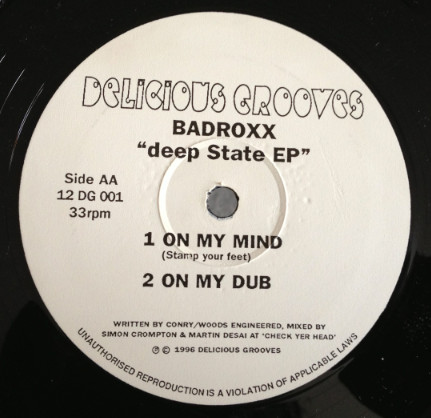 DELICIOUS GROOVES
BADROXX
"deep State EP"
Side AA
12 DG 001
33rpm
1 ON MY MIND
(Stamp your feet)
2 ON MY DUB
WRITTEN BY CONRY/WOODS ENGINEERED, MIXED BY
SIMON CROMPTON & MARTIN DESAI AT 'CHECK YER HEAD'
℗ © 1996 DELICIOUS GROOVES
UNAUTHORISED REPRODUCTION IS A VIOLATION OF APPLICABLE LAWS